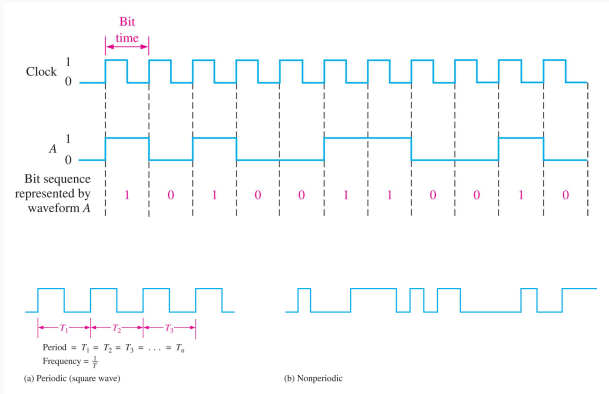 Bit
time
Clock 1
0
A 1
0
Bit sequence
represented by
waveform A
1 0 1 0 0 1 1 0 0 1 0
T₁ T₂ T₃
Period = T₁ = T₂ = T₃ = . . . = Tₙ
Frequency = 1/T
(a) Periodic (square wave) (b) Nonperiodic